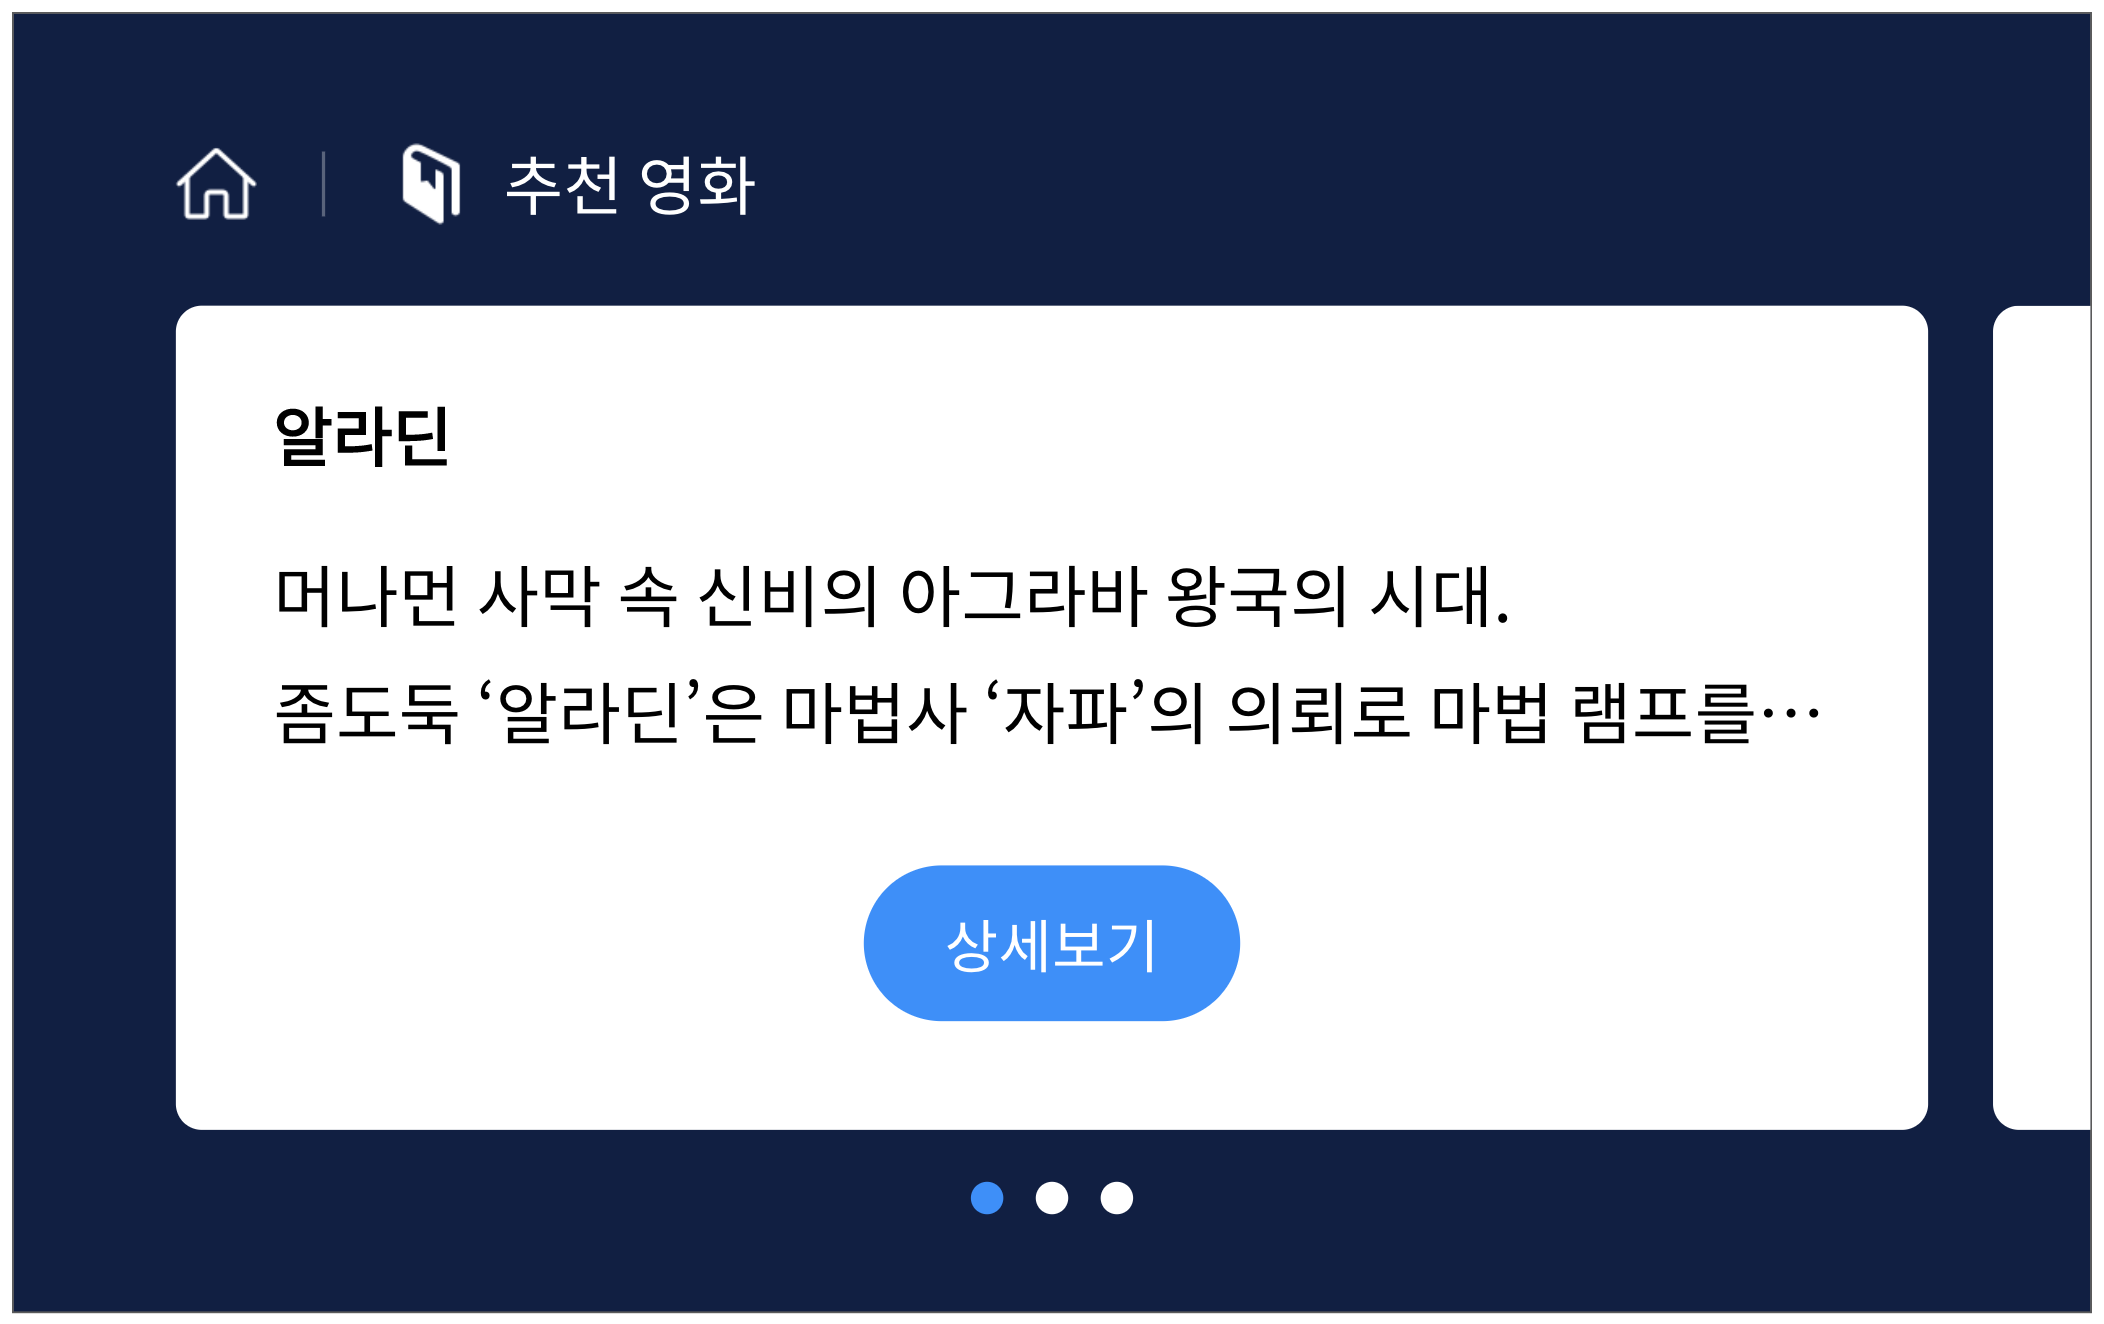 추천 영화
알라딘
머나먼 사막 속 신비의 아그라바 왕국의 시대.
좀도둑 ‘알라딘’은 마법사 ‘자파’의 의뢰로 마법 램프를…
상세보기